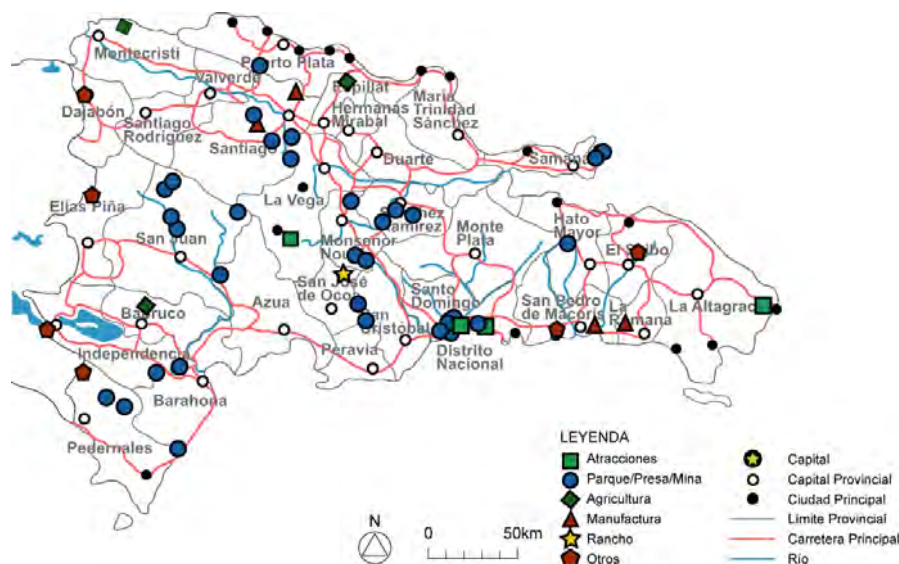 Montecristi
Puerto Plata
Valverde
Espaillat
Dajabón
Hermanas
Mirabal
María
Trinidad
Sánchez
Santiago
Rodríguez
Santiago
Duarte
Samaná
Elías Piña
La Vega
Sánchez
Ramírez
Hato
Mayor
San Juan
Monseñor
Nouel
Monte
Plata
El Seibo
San José
de Ocoa
Azua
Santo
Domingo
San Pedro
de Macorís
La
Romana
La Altagracia
Baoruco
San
Cristóbal
Independencia
Peravia
Distrito
Nacional
Barahona
Pedernales
LEYENDA
Atracciones
Parque/Presa/Mina
Agricultura
Manufactura
Rancho
Otros
Capital
Capital Provincial
Ciudad Principal
Límite Provincial
Carretera Principal
Río
N
0 50km